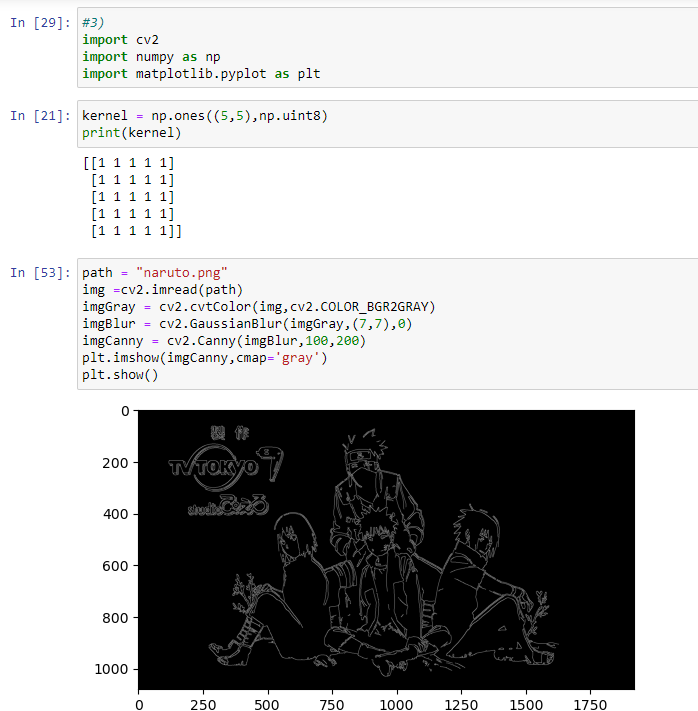 In [29]: #3)
import cv2
import numpy as np
import matplotlib.pyplot as plt
In [21]: kernel = np.ones((5,5),np.uint8)
print(kernel)
[[1 1 1 1 1]
[1 1 1 1 1]
[1 1 1 1 1]
[1 1 1 1 1]
[1 1 1 1 1]]
In [53]: path = "naruto.png"
img =cv2.imread(path)
imgGray = cv2.cvtColor(img,cv2.COLOR_BGR2GRAY)
imgBlur = cv2.GaussianBlur(imgGray,(7,7),0)
imgCanny = cv2.Canny(imgBlur,100,200)
plt.imshow(imgCanny,cmap='gray')
plt.show()
0
200
400
600
800
1000
製作
TV TOKYO
studio ぴえろ
0 250 500 750 1000 1250 1500 1750